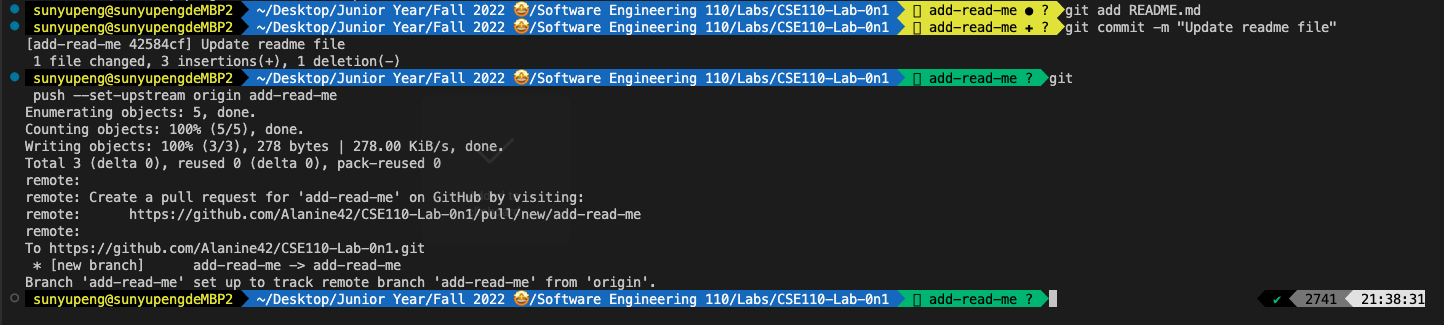 sunyupeng@sunyupengdeMBP2 ~/Desktop/Junior Year/Fall 2022 🤩/Software Engineering 110/Labs/CSE110-Lab-0n1 add-read-me ● ? git add README.md
sunyupeng@sunyupengdeMBP2 ~/Desktop/Junior Year/Fall 2022 🤩/Software Engineering 110/Labs/CSE110-Lab-0n1 add-read-me ✚ ? git commit -m "Update readme file"
[add-read-me 42584cf] Update readme file
 1 file changed, 3 insertions(+), 1 deletion(-)
sunyupeng@sunyupengdeMBP2 ~/Desktop/Junior Year/Fall 2022 🤩/Software Engineering 110/Labs/CSE110-Lab-0n1 add-read-me ? git
 push --set-upstream origin add-read-me
Enumerating objects: 5, done.
Counting objects: 100% (5/5), done.
Writing objects: 100% (3/3), 278 bytes | 278.00 KiB/s, done.
Total 3 (delta 0), reused 0 (delta 0), pack-reused 0
remote:
remote: Create a pull request for 'add-read-me' on GitHub by visiting:
remote:      https://github.com/Alanine42/CSE110-Lab-0n1/pull/new/add-read-me
remote:
To https://github.com/Alanine42/CSE110-Lab-0n1.git
 * [new branch]      add-read-me -> add-read-me
Branch 'add-read-me' set up to track remote branch 'add-read-me' from 'origin'.
sunyupeng@sunyupengdeMBP2 ~/Desktop/Junior Year/Fall 2022 🤩/Software Engineering 110/Labs/CSE110-Lab-0n1 add-read-me ? ✔ 2741 21:38:31